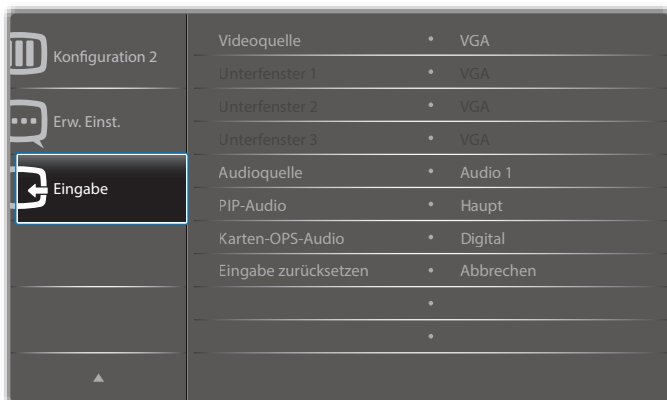 Konfiguration 2
Erw. Einst.
Eingabe
Videoquelle • VGA
Unterfenster 1 • VGA
Unterfenster 2 • VGA
Unterfenster 3 • VGA
Audioquelle • Audio 1
PIP-Audio • Haupt
Karten-OPS-Audio • Digital
Eingabe zurücksetzen • Abbrechen
•
•